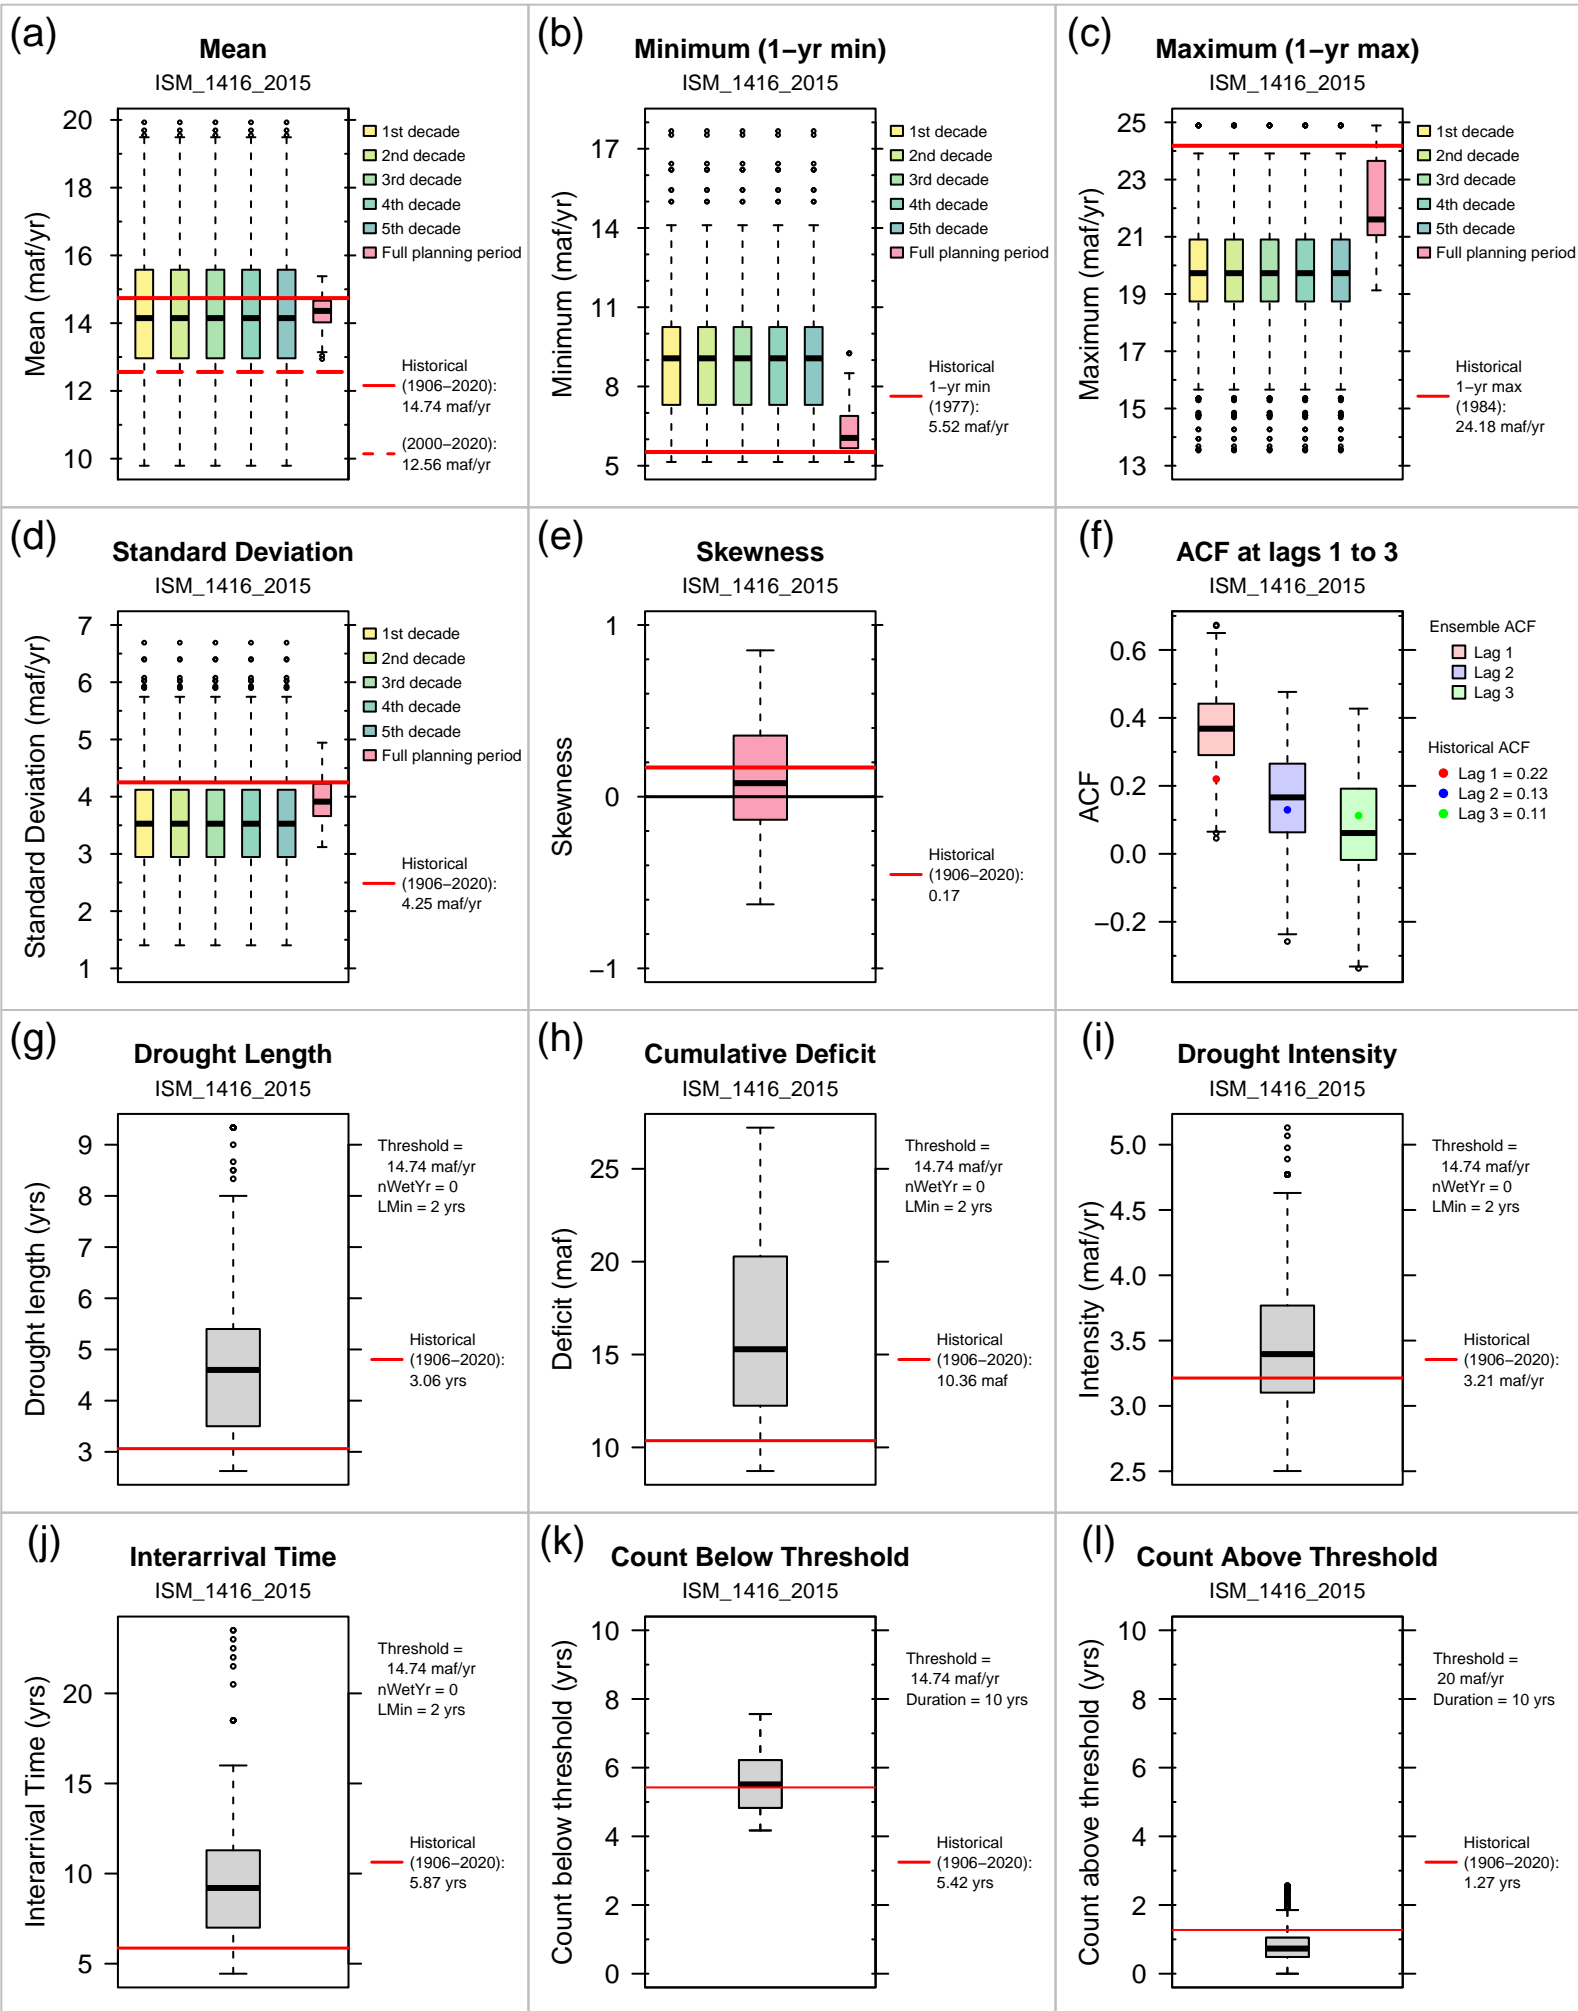 (a)
Mean
ISM_1416_2015
Mean (maf/yr)
20
18
16
14
12
10
1st decade
2nd decade
3rd decade
4th decade
5th decade
Full planning period
Historical
(1906−2020):
14.74 maf/yr
(2000−2020):
12.56 maf/yr
(b)
Minimum (1−yr min)
ISM_1416_2015
Minimum (maf/yr)
17
14
11
8
5
1st decade
2nd decade
3rd decade
4th decade
5th decade
Full planning period
Historical
1−yr min
(1977):
5.52 maf/yr
(c)
Maximum (1−yr max)
ISM_1416_2015
Maximum (maf/yr)
25
23
21
19
17
15
13
1st decade
2nd decade
3rd decade
4th decade
5th decade
Full planning period
Historical
1−yr max
(1984):
24.18 maf/yr
(d)
Standard Deviation
ISM_1416_2015
Standard Deviation (maf/yr)
7
6
5
4
3
2
1
1st decade
2nd decade
3rd decade
4th decade
5th decade
Full planning period
Historical
(1906−2020):
4.25 maf/yr
(e)
Skewness
ISM_1416_2015
Skewness
1
0
−1
Historical
(1906−2020):
0.17
(f)
ACF at lags 1 to 3
ISM_1416_2015
ACF
0.6
0.4
0.2
0.0
−0.2
Ensemble ACF
Lag 1
Lag 2
Lag 3
Historical ACF
Lag 1 = 0.22
Lag 2 = 0.13
Lag 3 = 0.11
(g)
Drought Length
ISM_1416_2015
Drought length (yrs)
9
8
7
6
5
4
3
Threshold =
14.74 maf/yr
nWetYr = 0
LMin = 2 yrs
Historical
(1906−2020):
3.06 yrs
(h)
Cumulative Deficit
ISM_1416_2015
Deficit (maf)
25
20
15
10
Threshold =
14.74 maf/yr
nWetYr = 0
LMin = 2 yrs
Historical
(1906−2020):
10.36 maf
(i)
Drought Intensity
ISM_1416_2015
Intensity (maf/yr)
5.0
4.5
4.0
3.5
3.0
2.5
Threshold =
14.74 maf/yr
nWetYr = 0
LMin = 2 yrs
Historical
(1906−2020):
3.21 maf/yr
(j)
Interarrival Time
ISM_1416_2015
Interarrival Time (yrs)
20
15
10
5
Threshold =
14.74 maf/yr
nWetYr = 0
LMin = 2 yrs
Historical
(1906−2020):
5.87 yrs
(k)
Count Below Threshold
ISM_1416_2015
Count below threshold (yrs)
10
8
6
4
2
0
Threshold =
14.74 maf/yr
Duration = 10 yrs
Historical
(1906−2020):
5.42 yrs
(l)
Count Above Threshold
ISM_1416_2015
Count above threshold (yrs)
10
8
6
4
2
0
Threshold =
20 maf/yr
Duration = 10 yrs
Historical
(1906−2020):
1.27 yrs